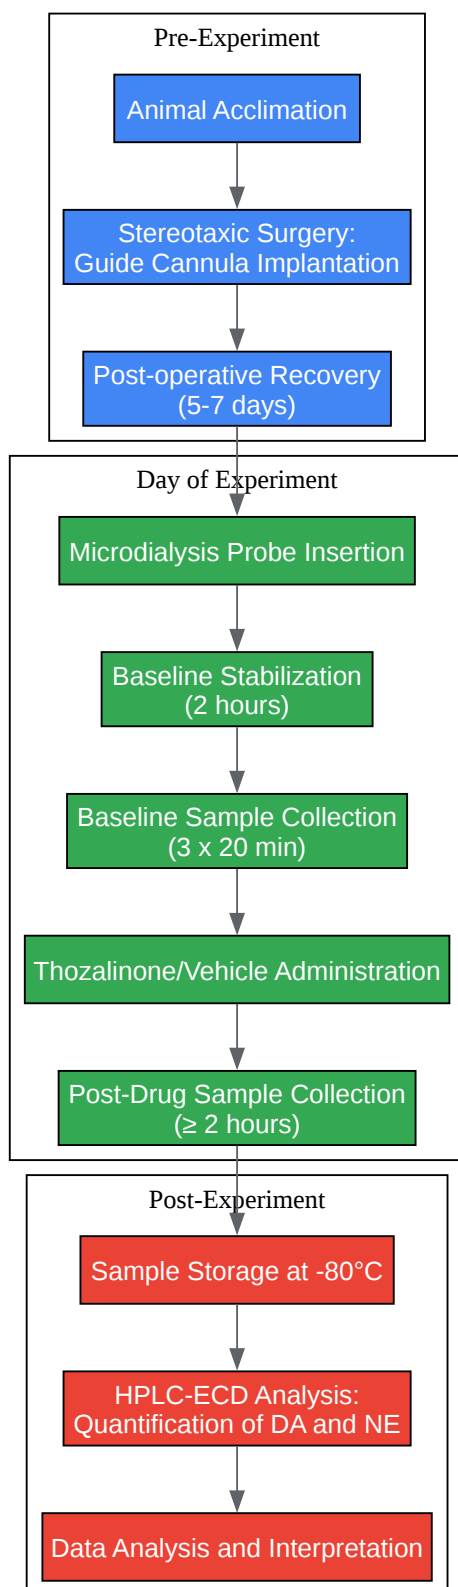 Pre-Experiment
Animal Acclimation
Stereotaxic Surgery:
Guide Cannula Implantation
Post-operative Recovery
(5-7 days)
Day of Experiment
Microdialysis Probe Insertion
Baseline Stabilization
(2 hours)
Baseline Sample Collection
(3 x 20 min)
Thozalinone/Vehicle Administration
Post-Drug Sample Collection
(≥ 2 hours)
Post-Experiment
Sample Storage at -80°C
HPLC-ECD Analysis:
Quantification of DA and NE
Data Analysis and Interpretation